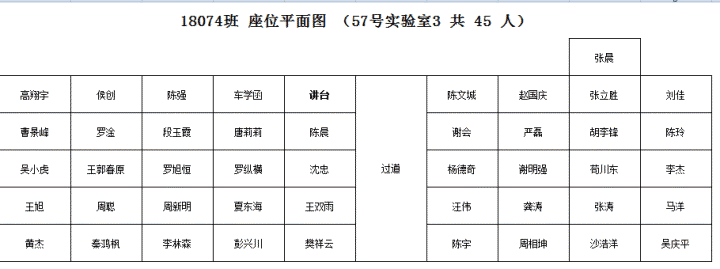 18074班 座位平面图 （57号实验室3 共 45 人）
张晨
高翔宇 侯创 陈强 车学函 讲台 陈文城 赵国庆 张立胜 刘佳
曹景峰 罗淦 段玉霞 唐莉莉 陈晨 谢会 严磊 胡李锋 陈玲
吴小虎 王郭春原 罗旭恒 罗纵横 沈忠 过道 杨德奇 谢明强 苟川东 李杰
王旭 周聪 周新明 夏东海 王双雨 汪伟 龚涛 张涛 马洋
黄杰 秦鸿帆 李林森 彭兴川 樊祥云 陈宇 周相坤 沙浩洋 吴庆平